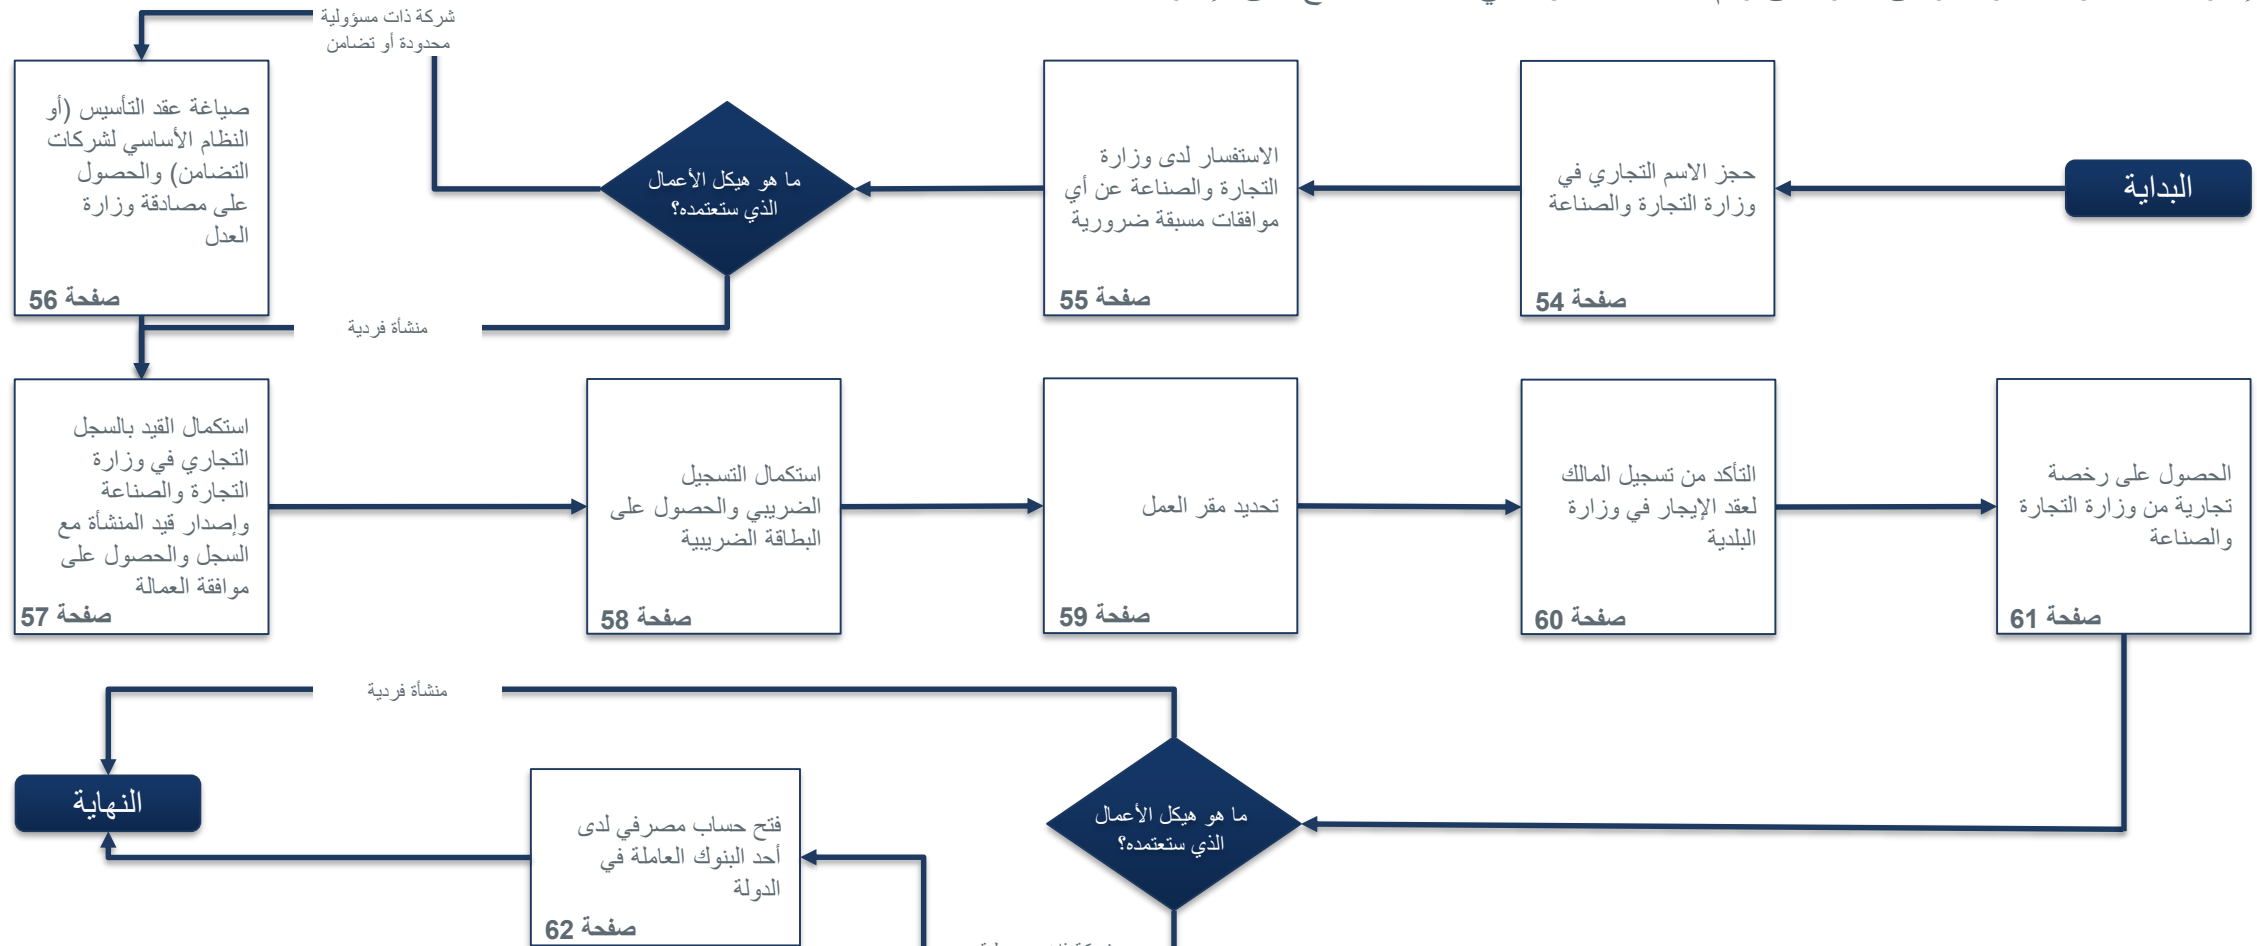 البداية
حجز الاسم التجاري في
وزارة التجارة والصناعة
صفحة 54
الاستفسار لدى وزارة
التجارة والصناعة عن أي
موافقات مسبقة ضرورية
صفحة 55
ما هو هيكل الأعمال
الذي ستعتمده؟
شركة ذات مسؤولية
محدودة أو تضامن
صياغة عقد التأسيس (أو
النظام الأساسي لشركات
التضامن) والحصول
على مصادقة وزارة
العدل
صفحة 56
منشأة فردية
استكمال القيد بالسجل
التجاري في وزارة
التجارة والصناعة
وإصدار قيد المنشأة مع
السجل والحصول على
موافقة العمالة
صفحة 57
استكمال التسجيل
الضريبي والحصول على
البطاقة الضريبية
صفحة 58
تحديد مقر العمل
صفحة 59
التأكد من تسجيل المالك
لعقد الإيجار في وزارة
البلدية
صفحة 60
الحصول على رخصة
تجارية من وزارة التجارة
والصناعة
صفحة 61
ما هو هيكل الأعمال
الذي ستعتمده؟
منشأة فردية
فتح حساب مصرفي لدى
أحد البنوك العاملة في
الدولة
صفحة 62
النهاية